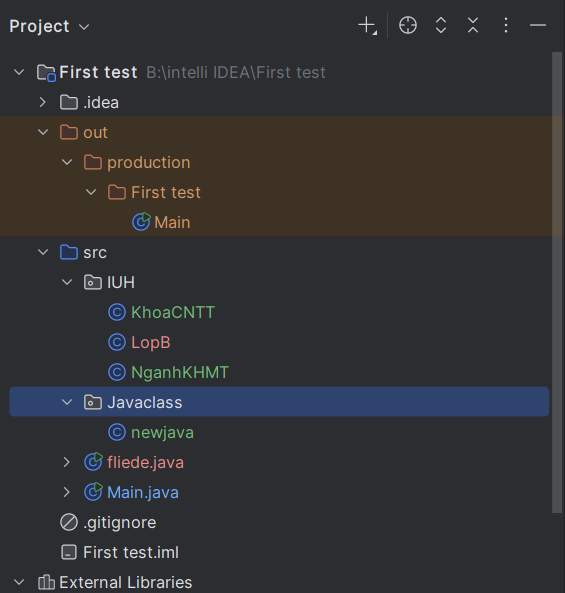 Project
First test B:\intelli IDEA\First test
.idea
out
production
First test
Main
src
IUH
KhoaCNTT
LopB
NganhKHMT
Javaclass
newjava
fliede.java
Main.java
.gitignore
First test.iml
External Libraries